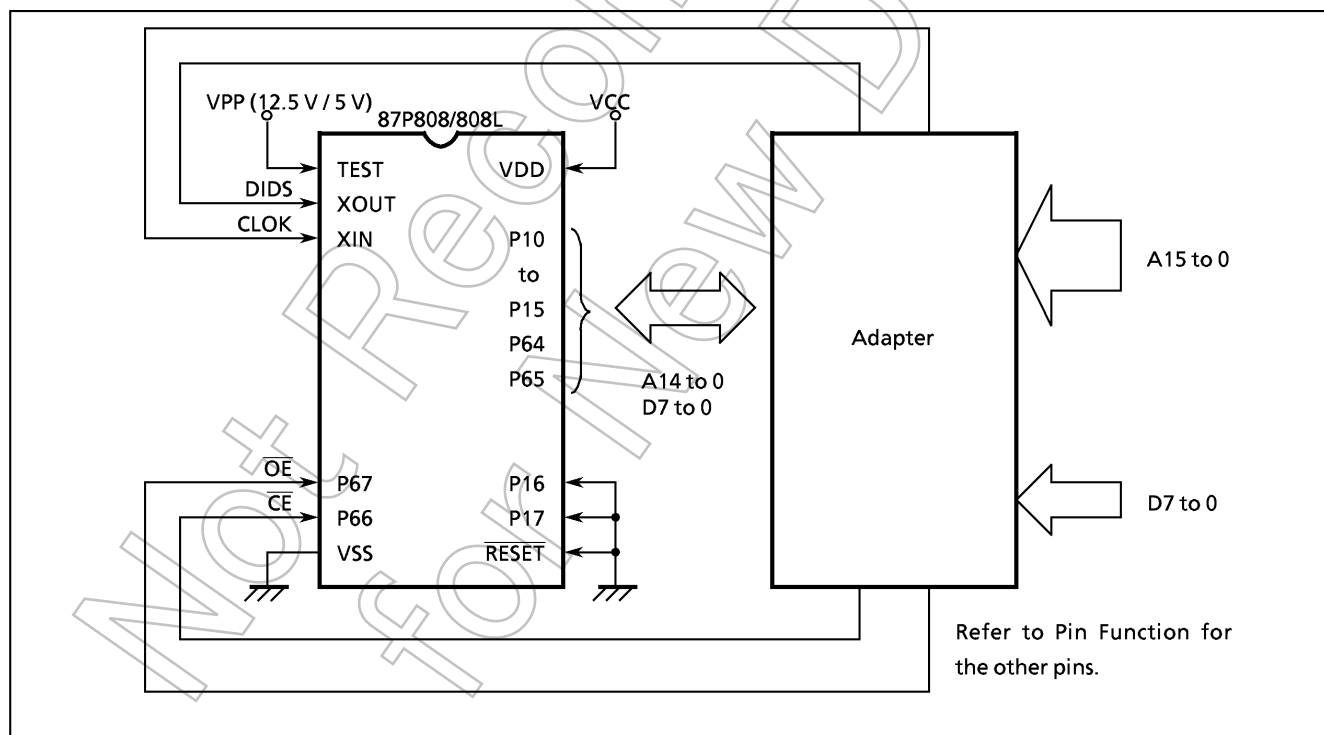 VPP (12.5 V / 5 V)
87P808/808L
VCC
TEST
VDD
DIDS
XOUT
CLOK
XIN
P10
to
P15
P64
P65
A14 to 0
D7 to 0
Adapter
A15 to 0
D7 to 0
OE
P67
CE
P66
VSS
P16
P17
RESET
Refer to Pin Function for
the other pins.
Not Recom
for New D